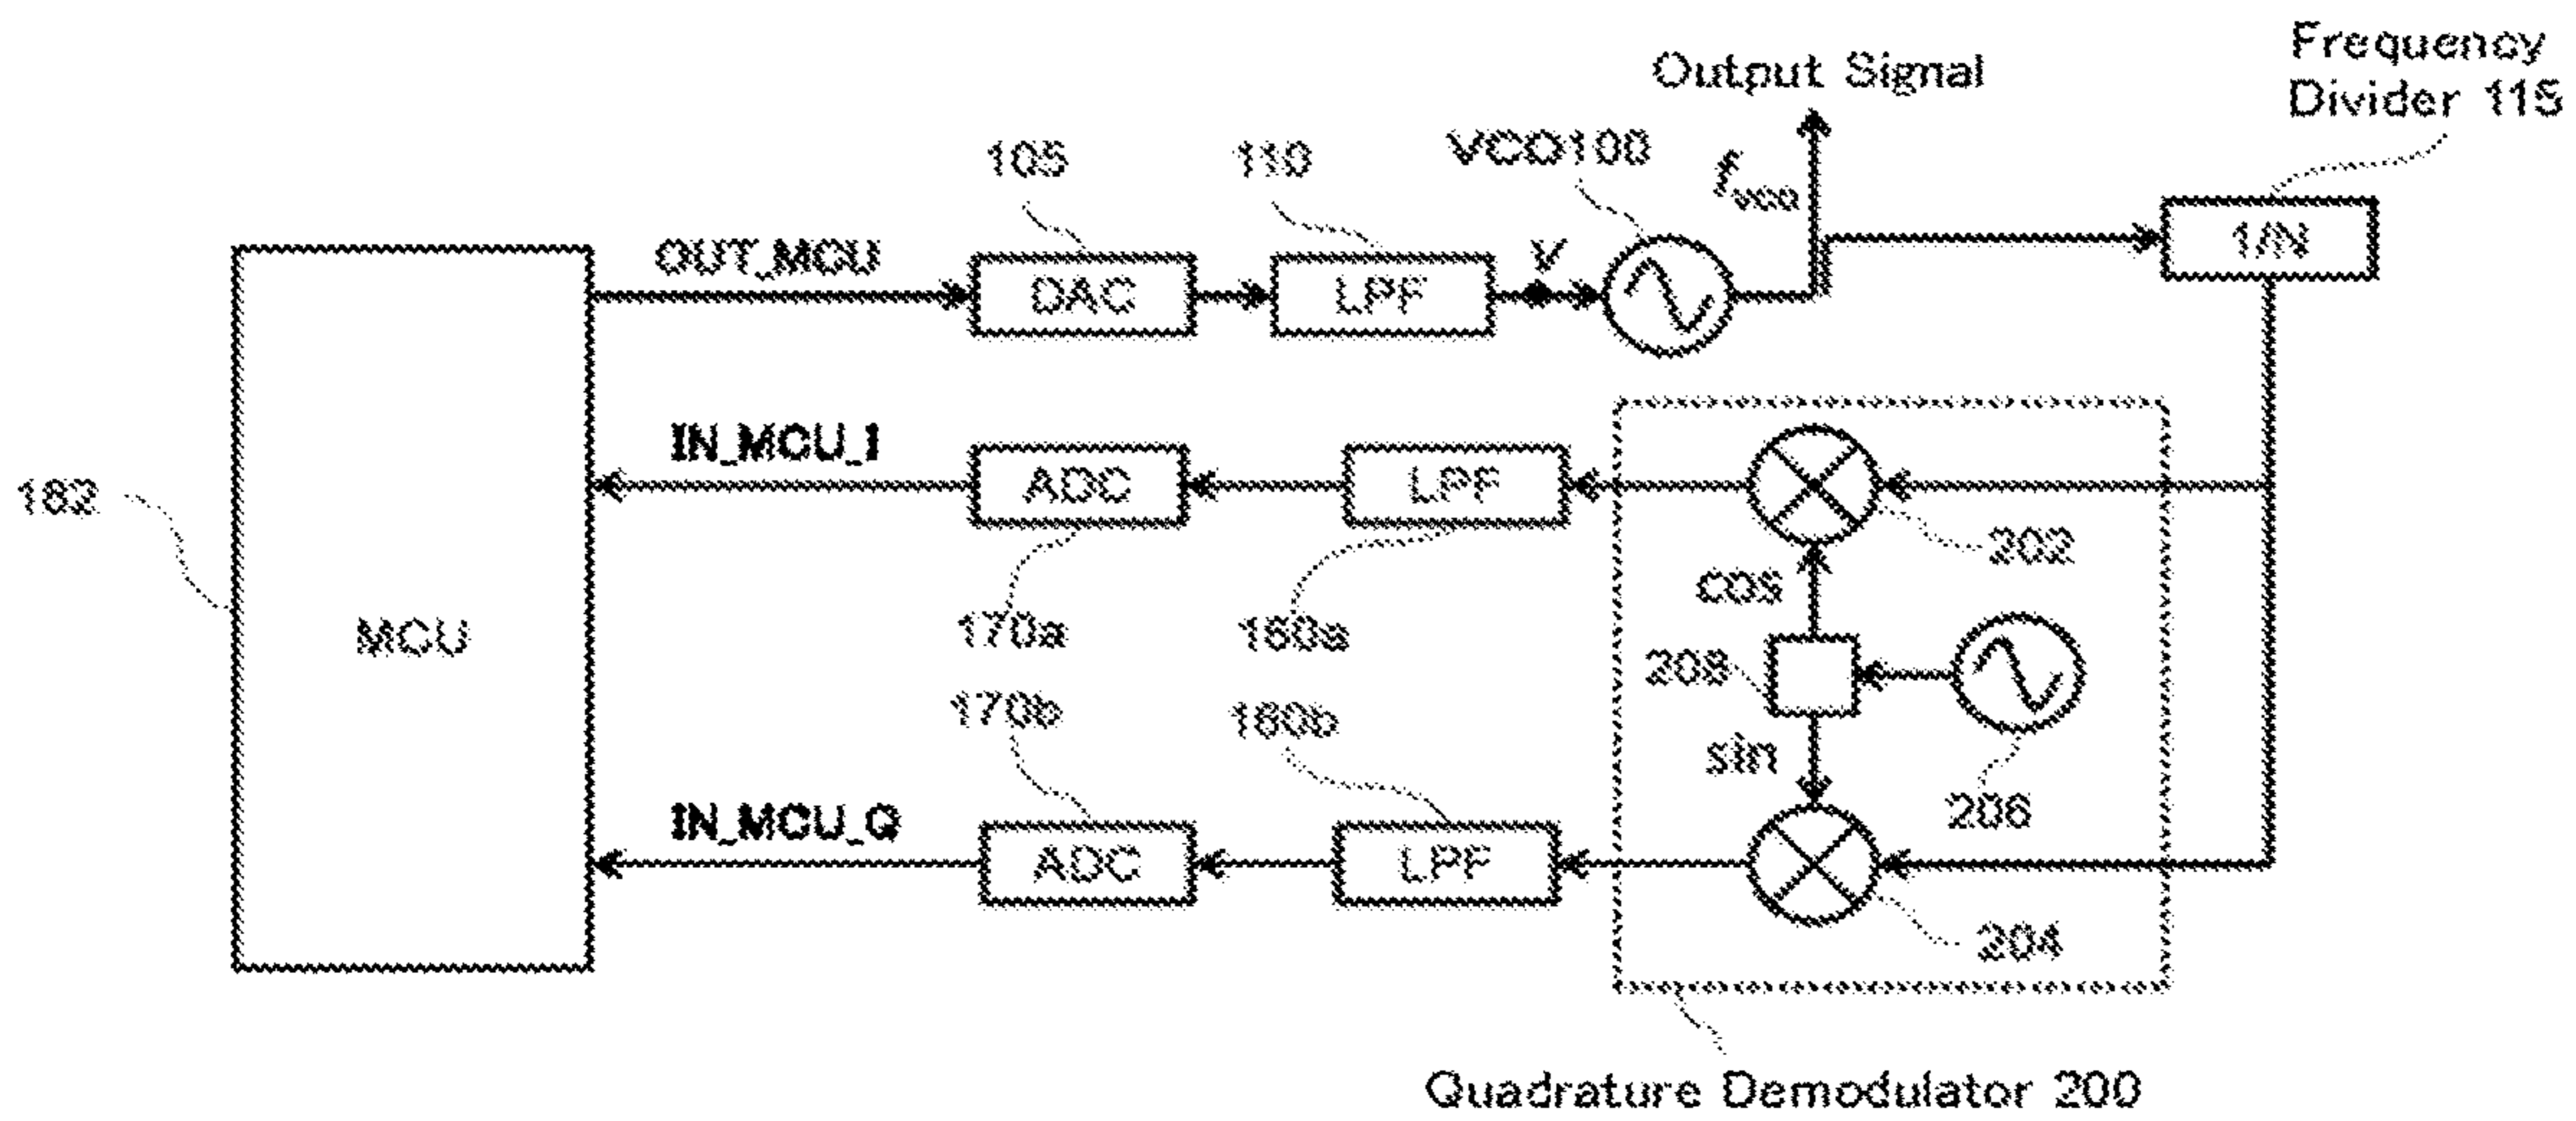 Frequency
Divider 115
Output Signal
105
110
VCO100
fvco
OUT_MCU
DAC
LPF
V
1/N
IN_MCU_I
ADC
LPF
182
202
COS
170a
160a
MCU
208
170b
160b
sin
206
IN_MCU_Q
ADC
LPF
204
Quadrature Demodulator 200